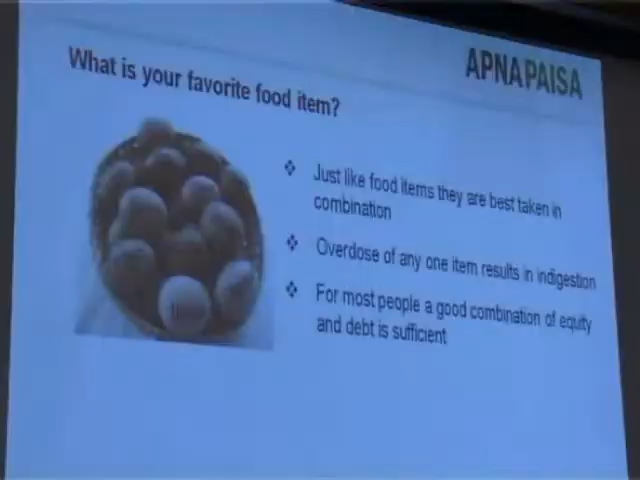 APNAPAISA
What is your favorite food item?
Just like food items they are best taken in
combination
Overdose of any one item results in indigestion
For most people a good combination of equity
and debt is sufficient